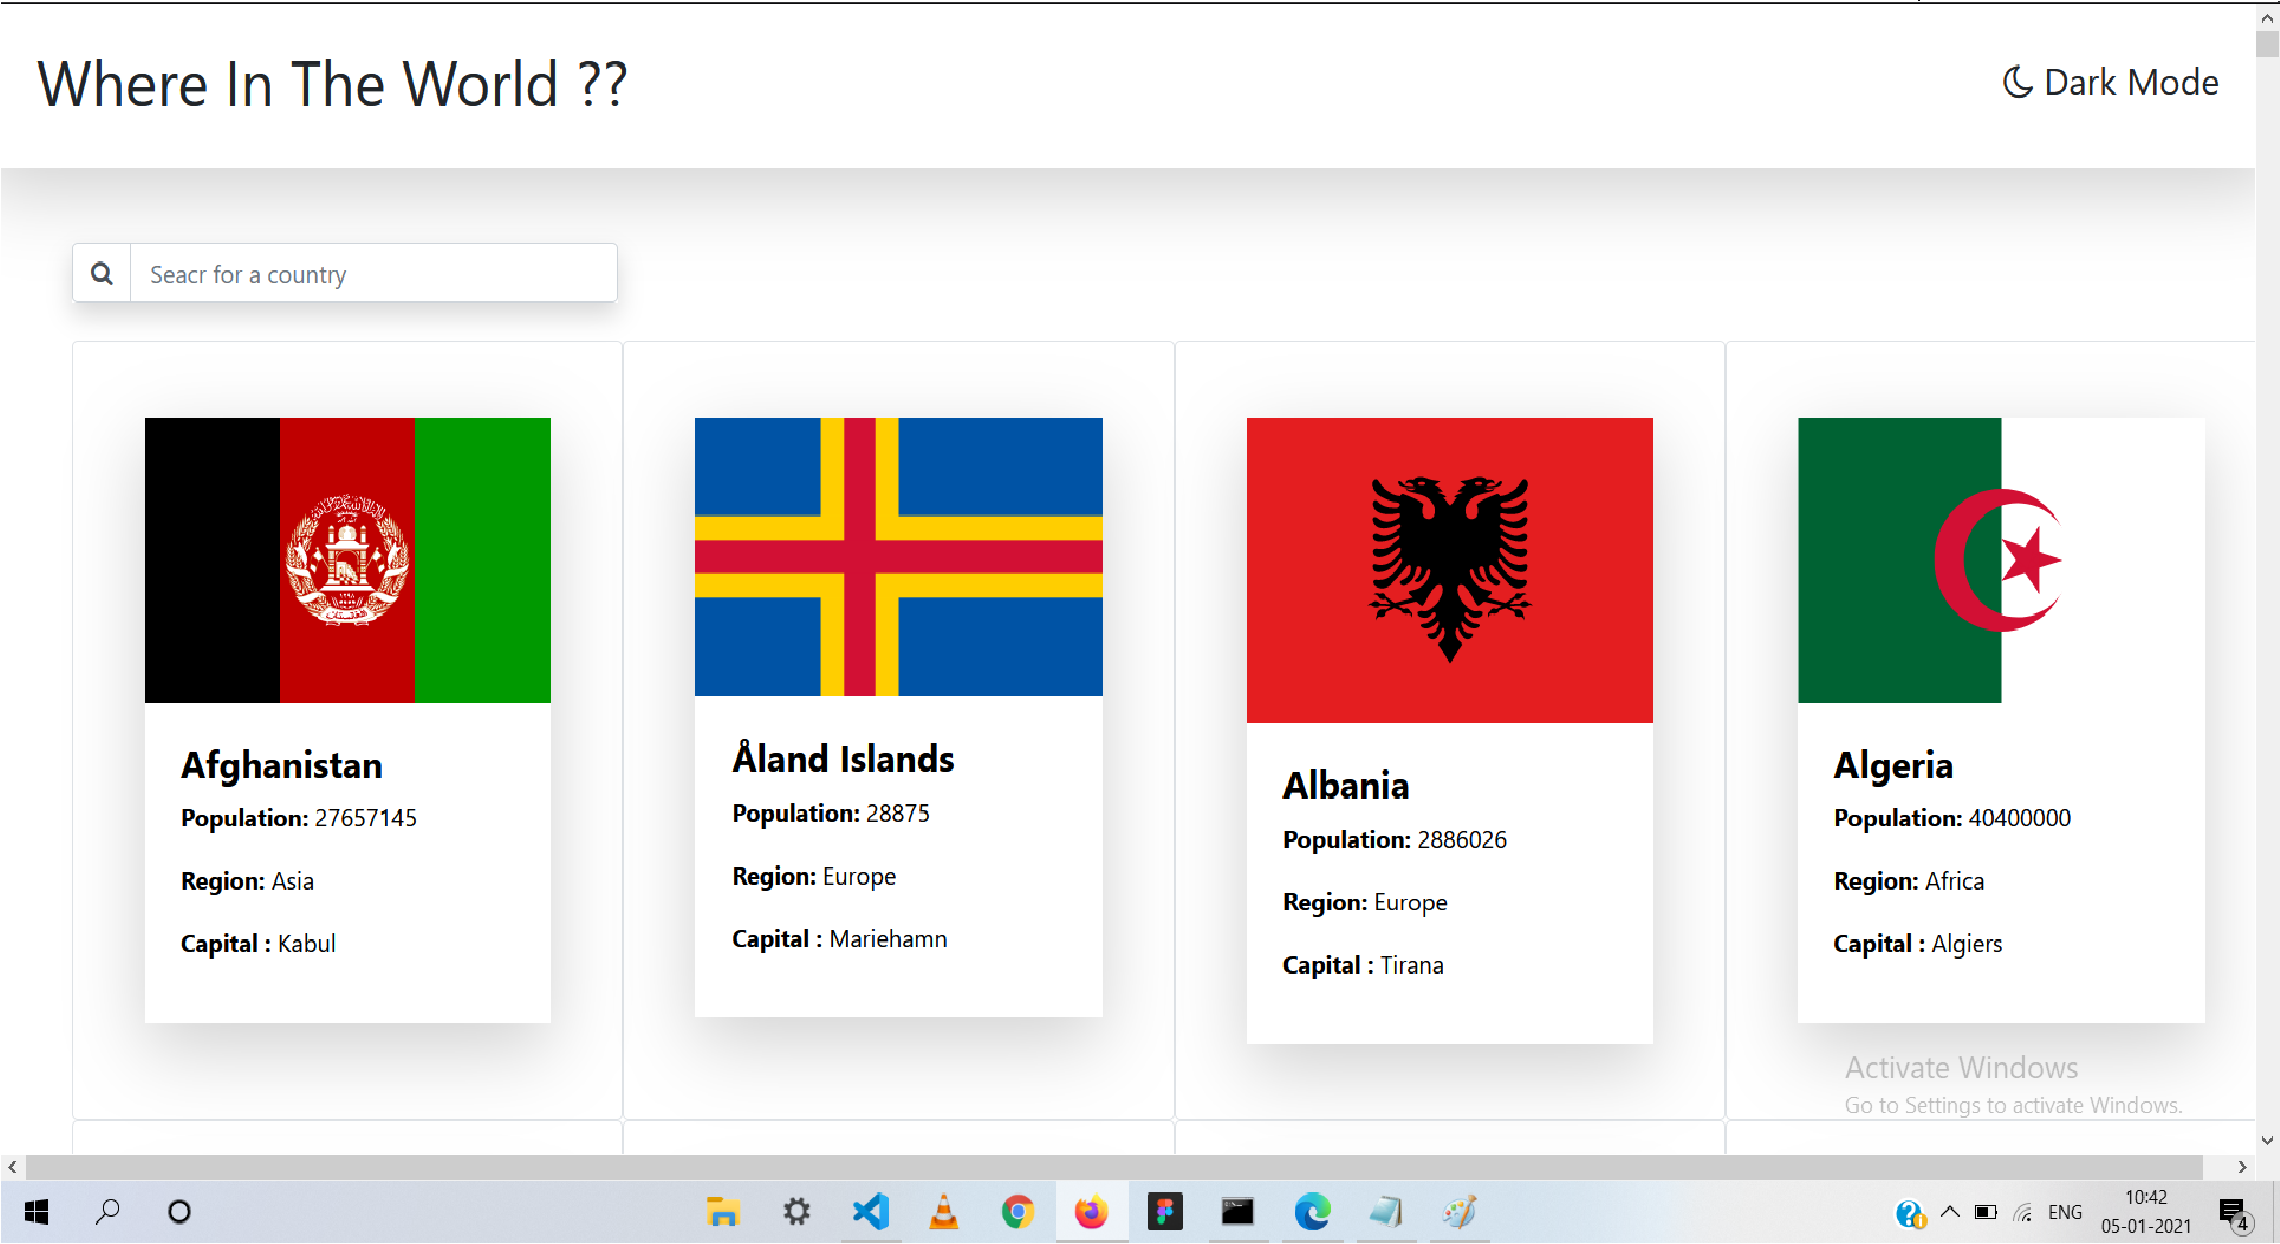 Where In The World ??
Dark Mode
Seacr for a country
Afghanistan
Population: 27657145
Region: Asia
Capital : Kabul
Åland Islands
Population: 28875
Region: Europe
Capital : Mariehamn
Albania
Population: 2886026
Region: Europe
Capital : Tirana
Algeria
Population: 40400000
Region: Africa
Capital : Algiers
Activate Windows
Go to Settings to activate Windows.
ENG
10:42
05-01-2021
4